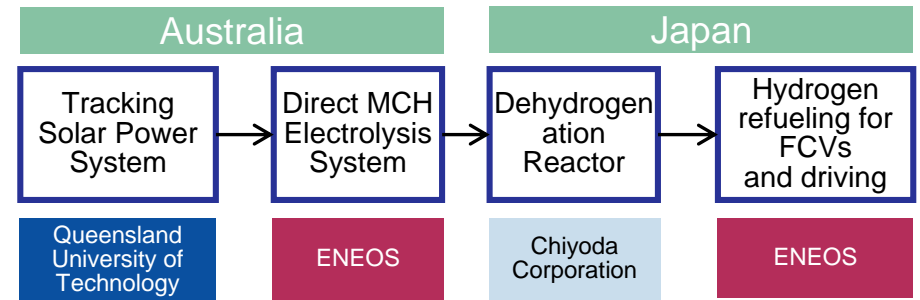 Australia
Japan
Tracking
Solar Power
System
Direct MCH
Electrolysis
System
Dehydrogen
ation
Reactor
Hydrogen
refueling for
FCVs
and driving
Queensland
University of
Technology
ENEOS
Chiyoda
Corporation
ENEOS